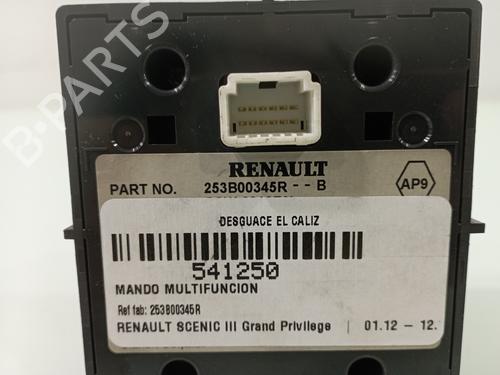 B-PARTS
RENAULT
PART NO. 253B00345R -- B
AP9
DESGUACE EL CALIZ
541250
MANDO MULTIFUNCION
Ref fab: 253B00345R
RENAULT SCENIC III Grand Privilege | 01.12 – 12.